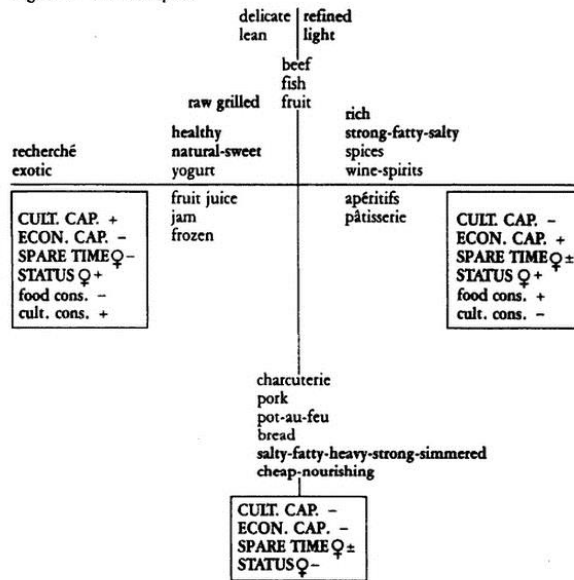 delicate refined
lean light
beef
fish
raw grilled fruit
rich
healthy strong-fatty-salty
recherché natural-sweet spices
exotic yogurt wine-spirits
fruit juice apéritifs
jam pâtisserie
frozen
CULT. CAP. +
ECON. CAP. -
SPARE TIME♀-
STATUS♀+
food cons. -
cult. cons. +
CULT. CAP. -
ECON. CAP. +
SPARE TIME♀±
STATUS♀+
food cons. +
cult. cons. -
charcuterie
pork
pot-au-feu
bread
salty-fatty-heavy-strong-simmered
cheap-nourishing
CULT. CAP. -
ECON. CAP. -
SPARE TIME♀±
STATUS♀-